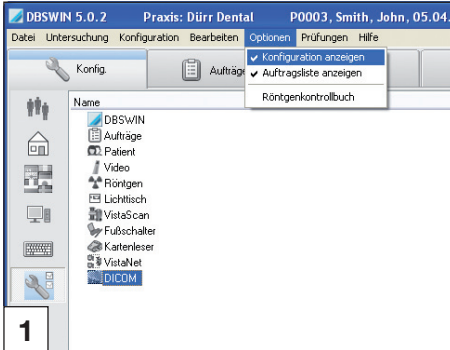 DBSWIN 5.0.2 Praxis: Dürr Dental P0003, Smith, John, 05.04.
Datei Untersuchung Konfiguration Bearbeiten Optionen Prüfungen Hilfe
Konfig.
Aufträge
Konfiguration anzeigen
Auftragsliste anzeigen
Röntgenkontrollbuch
Name
DBSWIN
Aufträge
Patient
Video
Röntgen
Lichttisch
VistaScan
Fußschalter
Kartenleser
VistaNet
DICOM
1